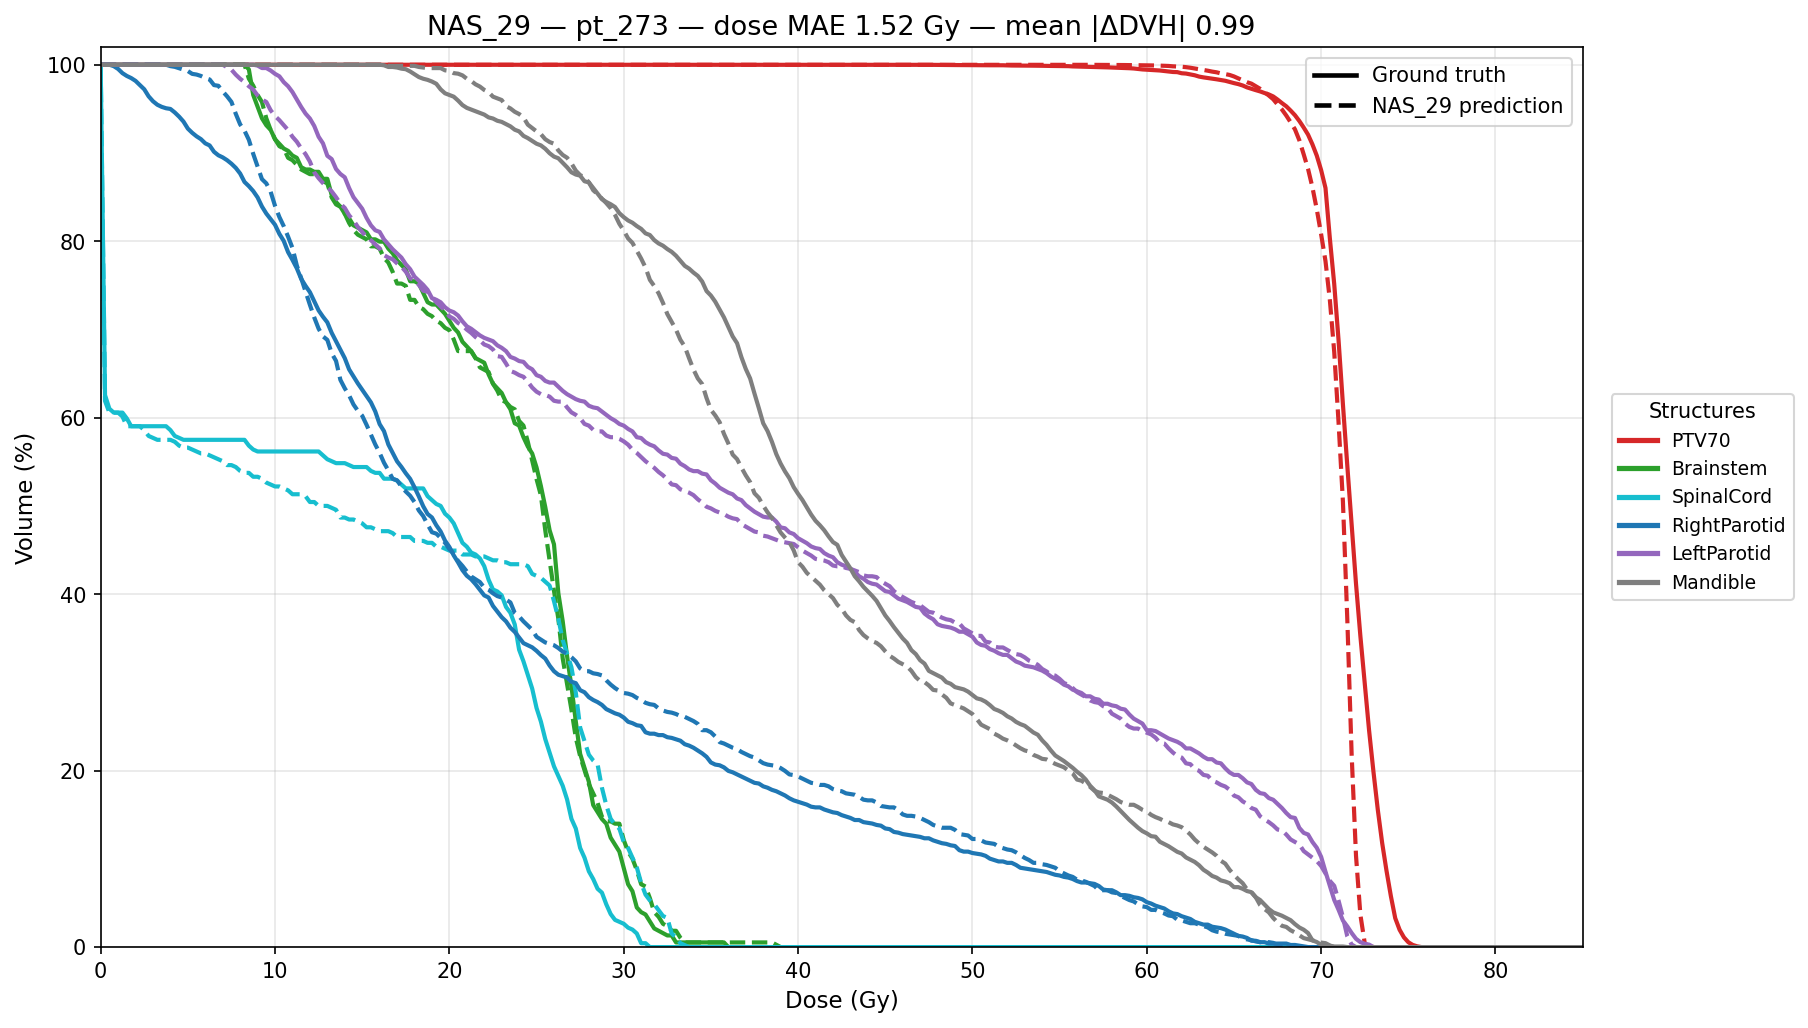 NAS_29 — pt_273 — dose MAE 1.52 Gy — mean |ΔDVH| 0.99
Ground truth
NAS_29 prediction
Volume (%)
100
80
60
40
20
0
0 10 20 30 40 50 60 70 80
Dose (Gy)
Structures
PTV70
Brainstem
SpinalCord
RightParotid
LeftParotid
Mandible